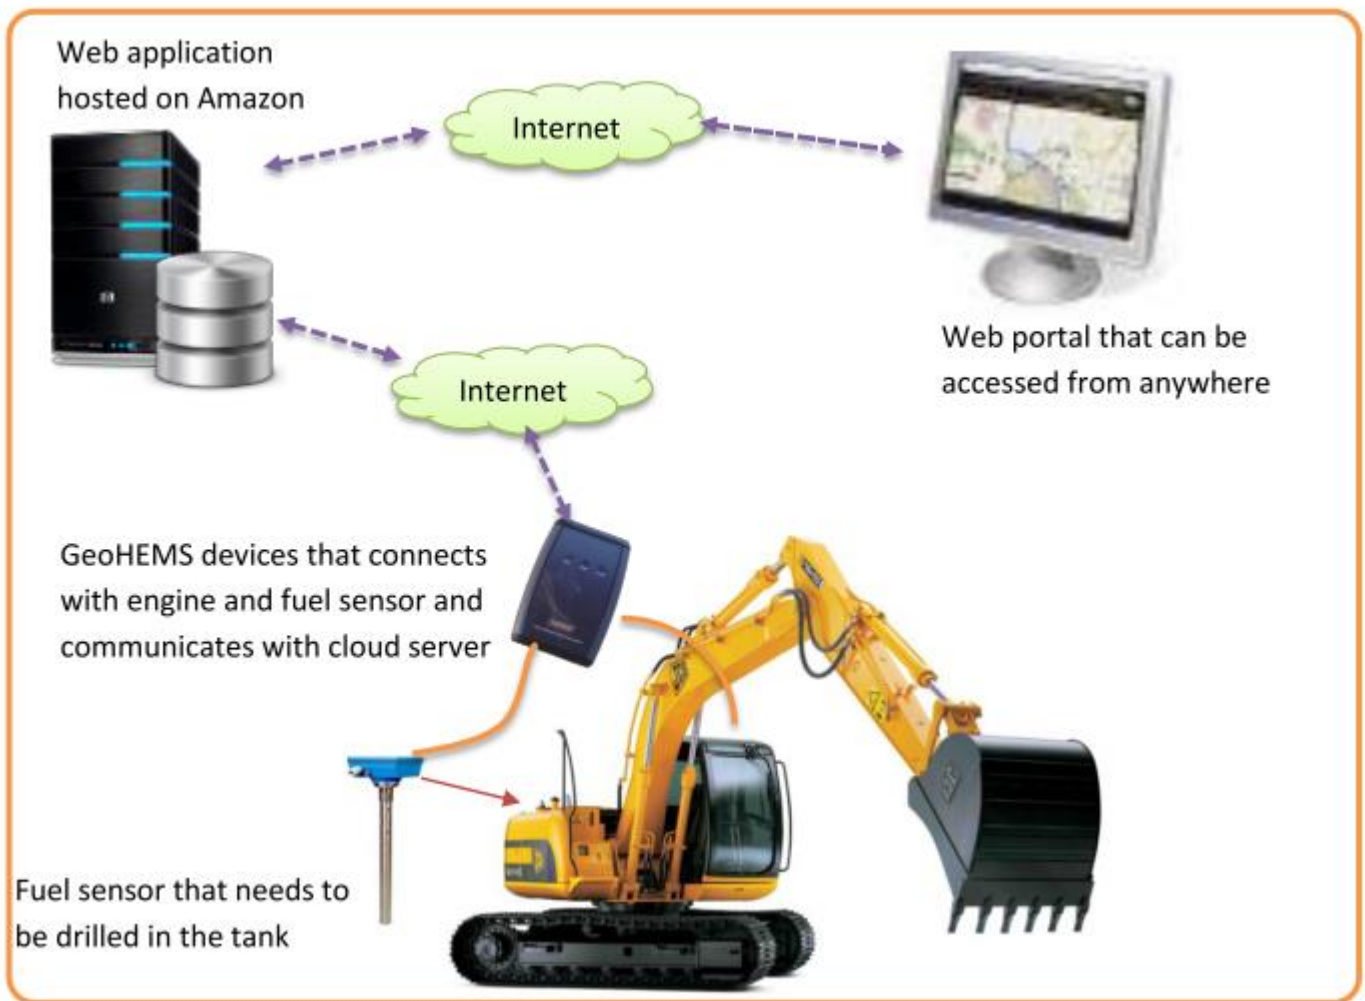 Web application
hosted on Amazon
Internet
Web portal that can be
accessed from anywhere
Internet
GeoHEMS devices that connects
with engine and fuel sensor and
communicates with cloud server
Fuel sensor that needs to
be drilled in the tank